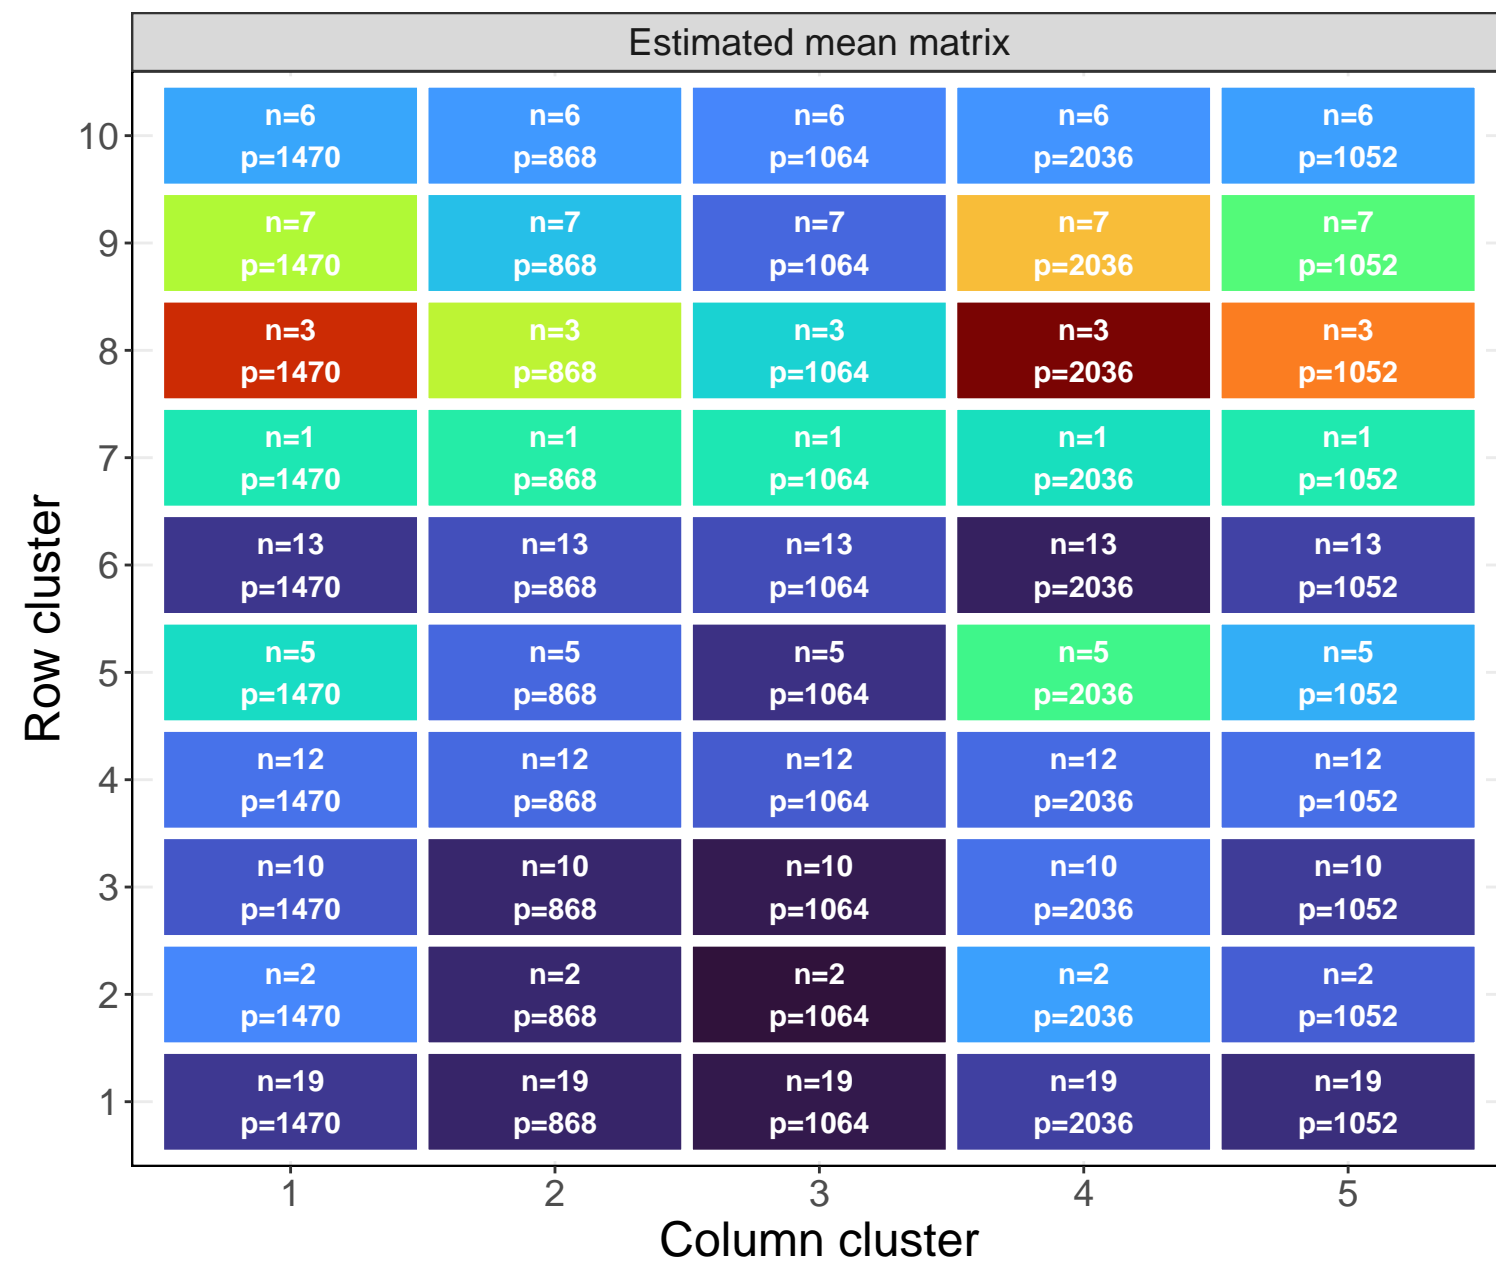 Estimated mean matrix
10
n=6 n=6 n=6 n=6 n=6
p=1470 p=868 p=1064 p=2036 p=1052
9
n=7 n=7 n=7 n=7 n=7
p=1470 p=868 p=1064 p=2036 p=1052
8
n=3 n=3 n=3 n=3 n=3
p=1470 p=868 p=1064 p=2036 p=1052
7
n=1 n=1 n=1 n=1 n=1
p=1470 p=868 p=1064 p=2036 p=1052
6
n=13 n=13 n=13 n=13 n=13
p=1470 p=868 p=1064 p=2036 p=1052
5
n=5 n=5 n=5 n=5 n=5
p=1470 p=868 p=1064 p=2036 p=1052
4
n=12 n=12 n=12 n=12 n=12
p=1470 p=868 p=1064 p=2036 p=1052
3
n=10 n=10 n=10 n=10 n=10
p=1470 p=868 p=1064 p=2036 p=1052
2
n=2 n=2 n=2 n=2 n=2
p=1470 p=868 p=1064 p=2036 p=1052
1
n=19 n=19 n=19 n=19 n=19
p=1470 p=868 p=1064 p=2036 p=1052
1 2 3 4 5
Column cluster
Row cluster